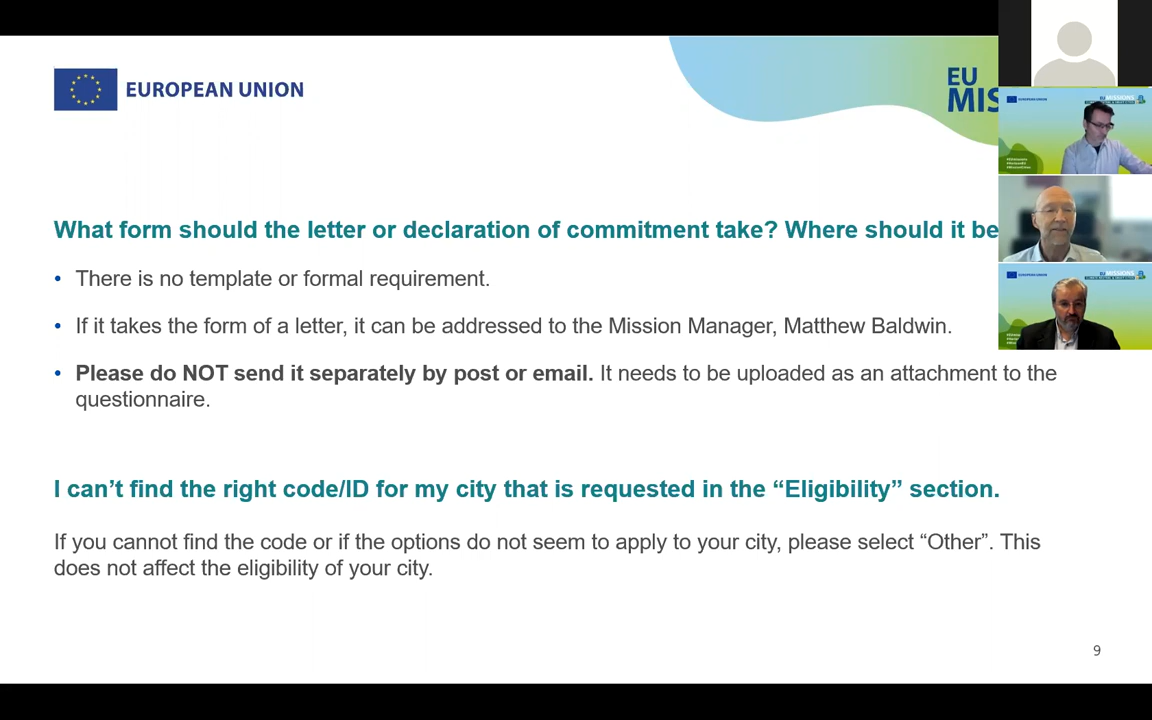 EUROPEAN UNION
EU
MIS
What form should the letter or declaration of commitment take? Where should it be
• There is no template or formal requirement.
• If it takes the form of a letter, it can be addressed to the Mission Manager, Matthew Baldwin.
• Please do NOT send it separately by post or email. It needs to be uploaded as an attachment to the
questionnaire.
I can’t find the right code/ID for my city that is requested in the “Eligibility” section.
If you cannot find the code or if the options do not seem to apply to your city, please select “Other”. This
does not affect the eligibility of your city.
9